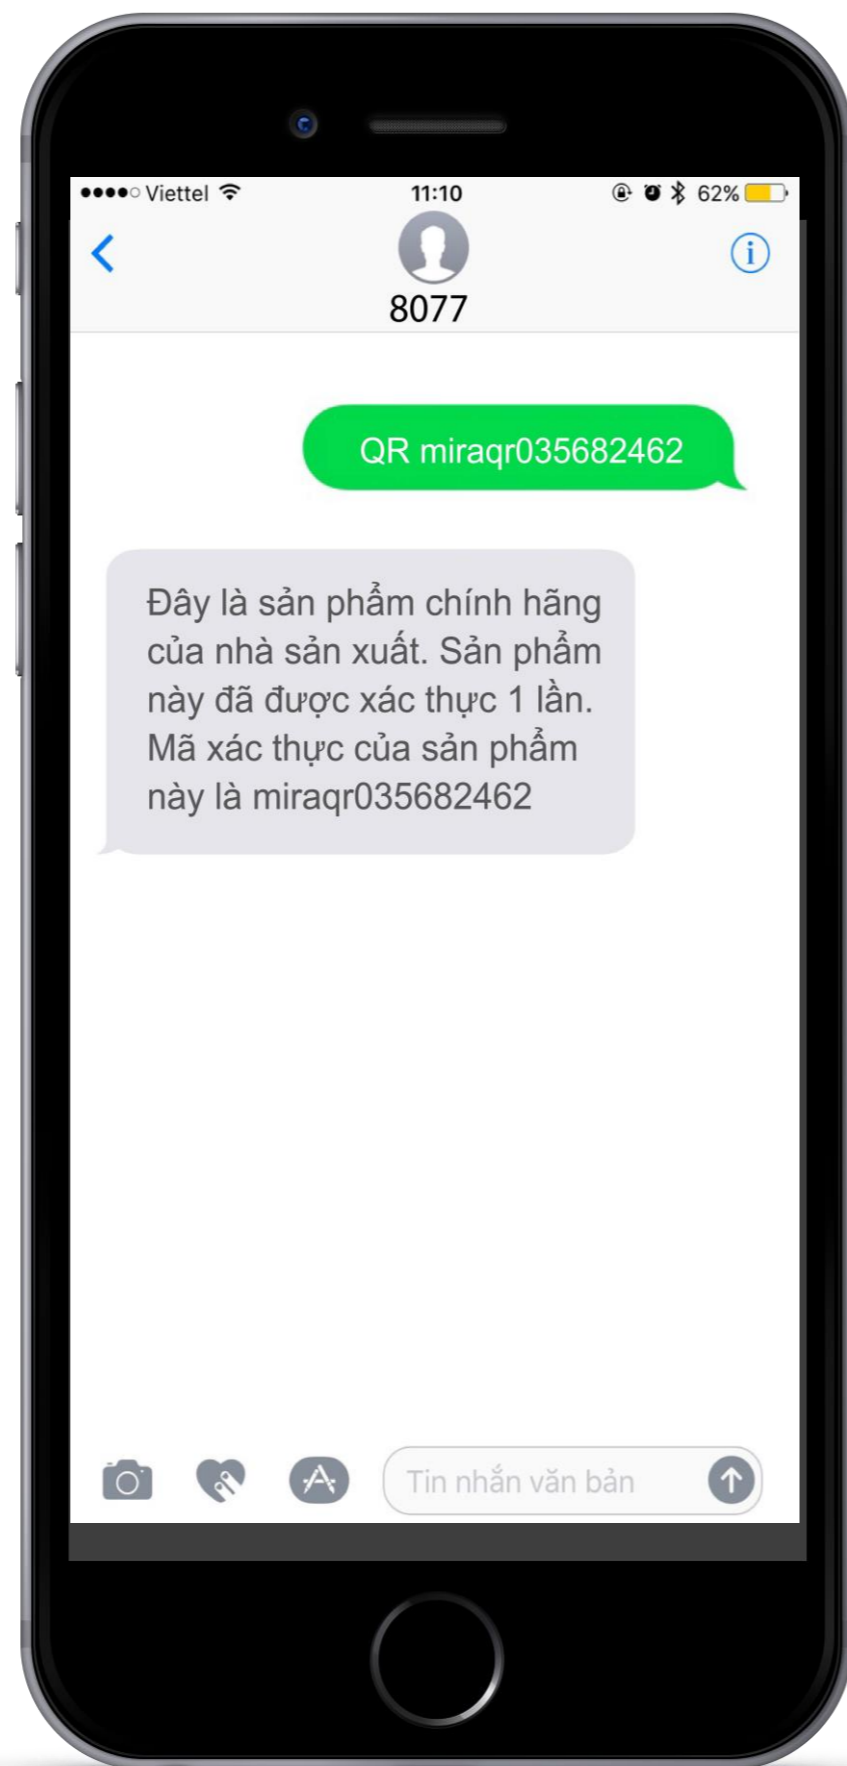 Viettel 11:10 62%
8077
QR miraqr035682462
Đây là sản phẩm chính hãng
của nhà sản xuất. Sản phẩm
này đã được xác thực 1 lần.
Mã xác thực của sản phẩm
này là miraqr035682462
Tin nhắn văn bản